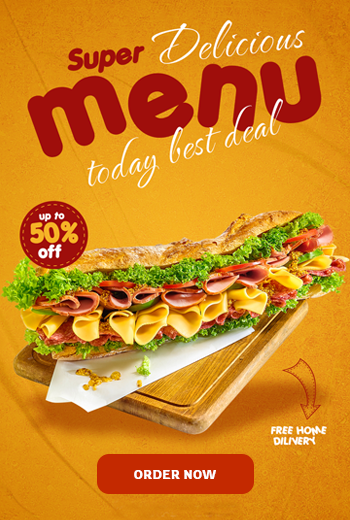 Super Delicious
menu
today best deal
up to
50%
off
FREE HOME
DILIVERY
ORDER NOW